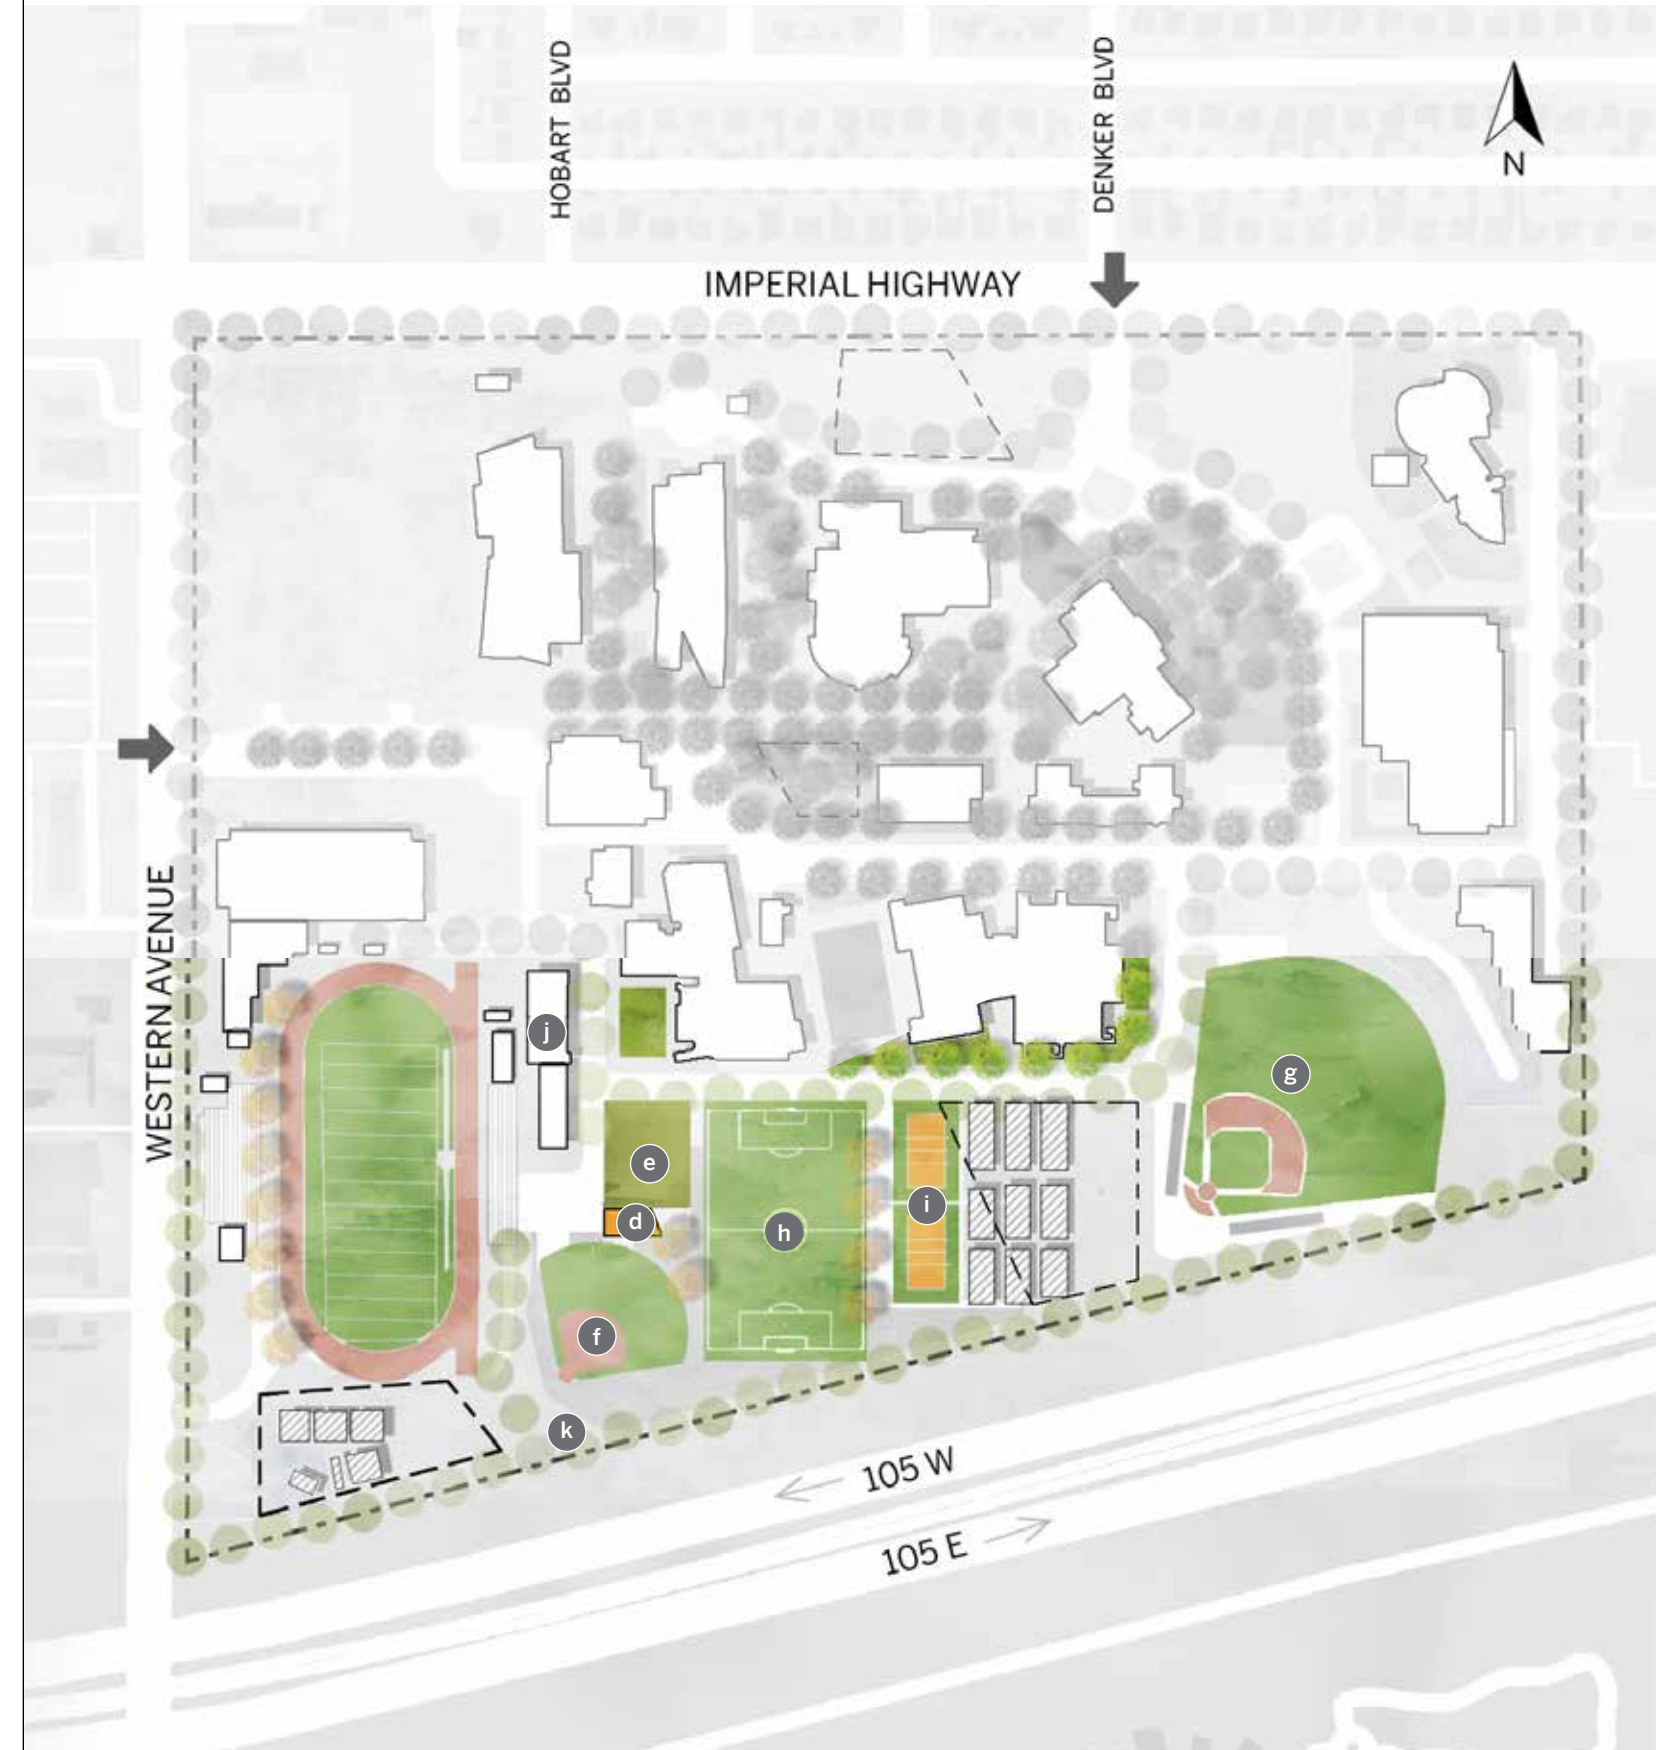 HOBART BLVD
DENKER BLVD
N
IMPERIAL HIGHWAY
WESTERN AVENUE
j
g
e
d
i
h
f
k
105 W
105 E